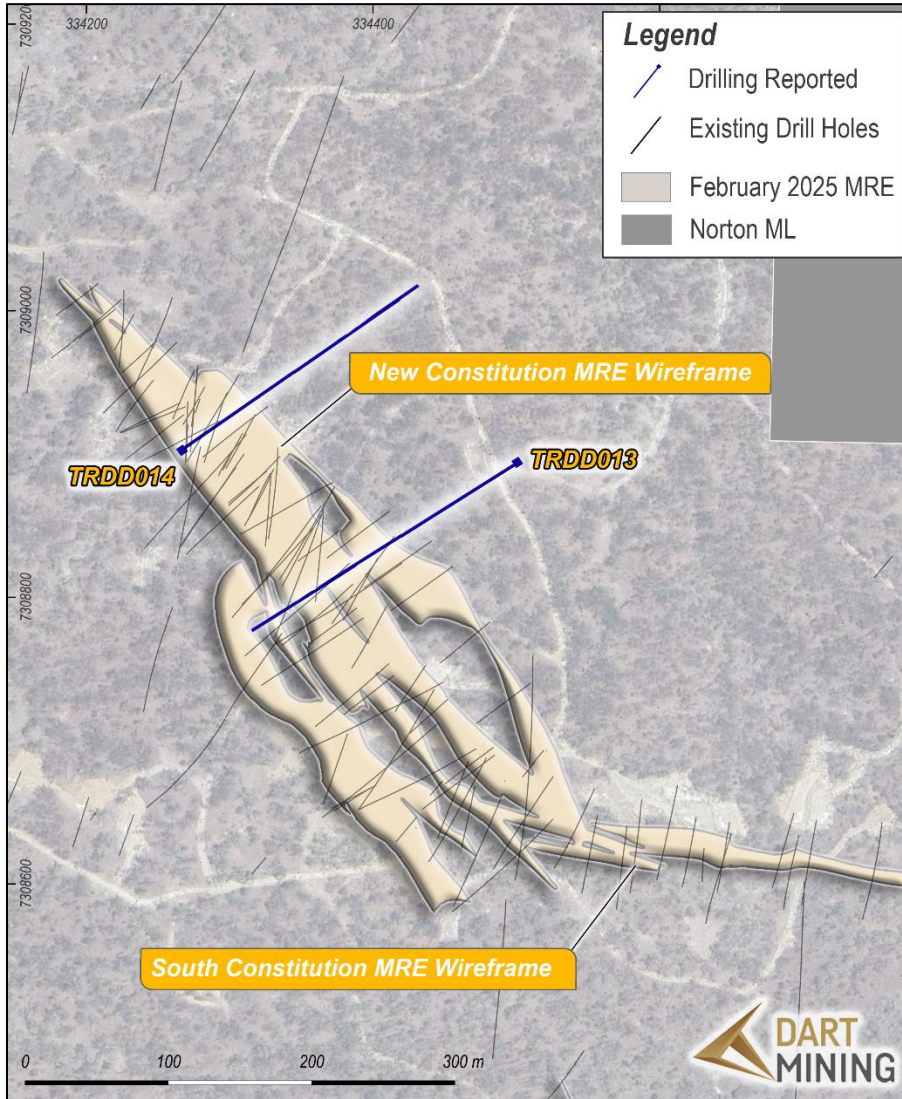 334200
334400
7309200
Legend
Drilling Reported
Existing Drill Holes
February 2025 MRE
Norton ML
7309000
New Constitution MRE Wireframe
TRDD014
TRDD013
7308800
7308600
South Constitution MRE Wireframe
0
100
200
300 m
DART
MINING